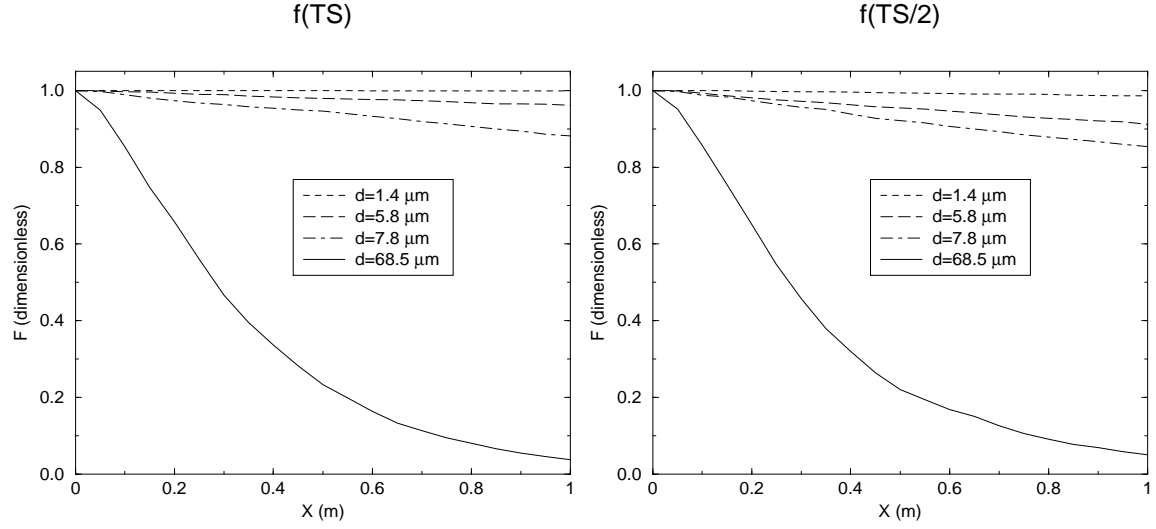 f(TS)
F (dimensionless)
1.0
0.8
0.6
0.4
0.2
0.0
d=1.4 μm
d=5.8 μm
d=7.8 μm
d=68.5 μm
0
0.2
0.4
0.6
0.8
1
X (m)
f(TS/2)
F (dimensionless)
1.0
0.8
0.6
0.4
0.2
0.0
d=1.4 μm
d=5.8 μm
d=7.8 μm
d=68.5 μm
0
0.2
0.4
0.6
0.8
1
X (m)